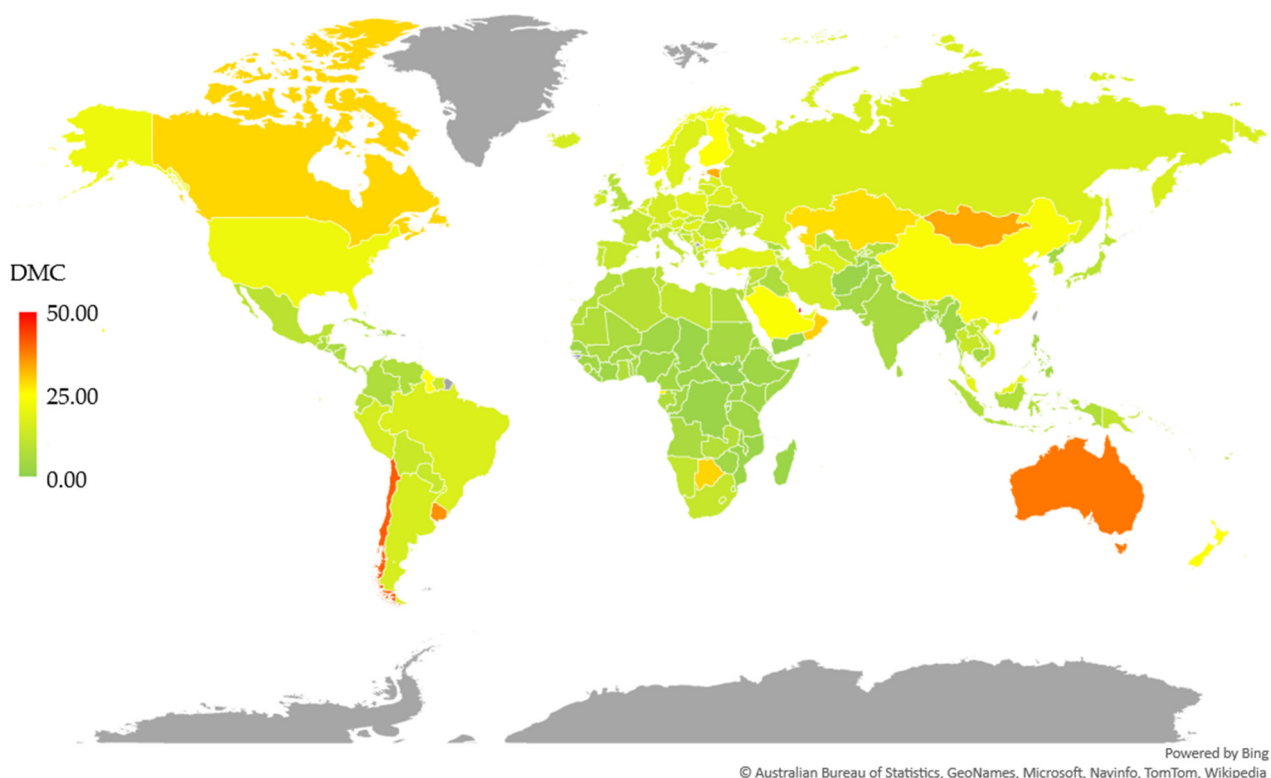 DMC
50.00
25.00
0.00
Powered by Bing
© Australian Bureau of Statistics, GeoNames, Microsoft, Navinfo, TomTom, Wikipedia